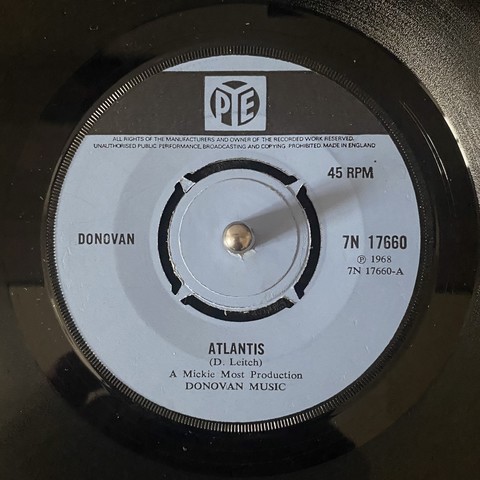 PYE
ALL RIGHTS OF THE MANUFACTURERS AND OWNER OF THE RECORDED WORK RESERVED.
UNAUTHORISED PUBLIC PERFORMANCE, BROADCASTING AND COPYING PROHIBITED. MADE IN ENGLAND
45 RPM
DONOVAN
7N 17660
Ⓟ 1968
7N 17660-A
ATLANTIS
(D. Leitch)
A Mickie Most Production
DONOVAN MUSIC